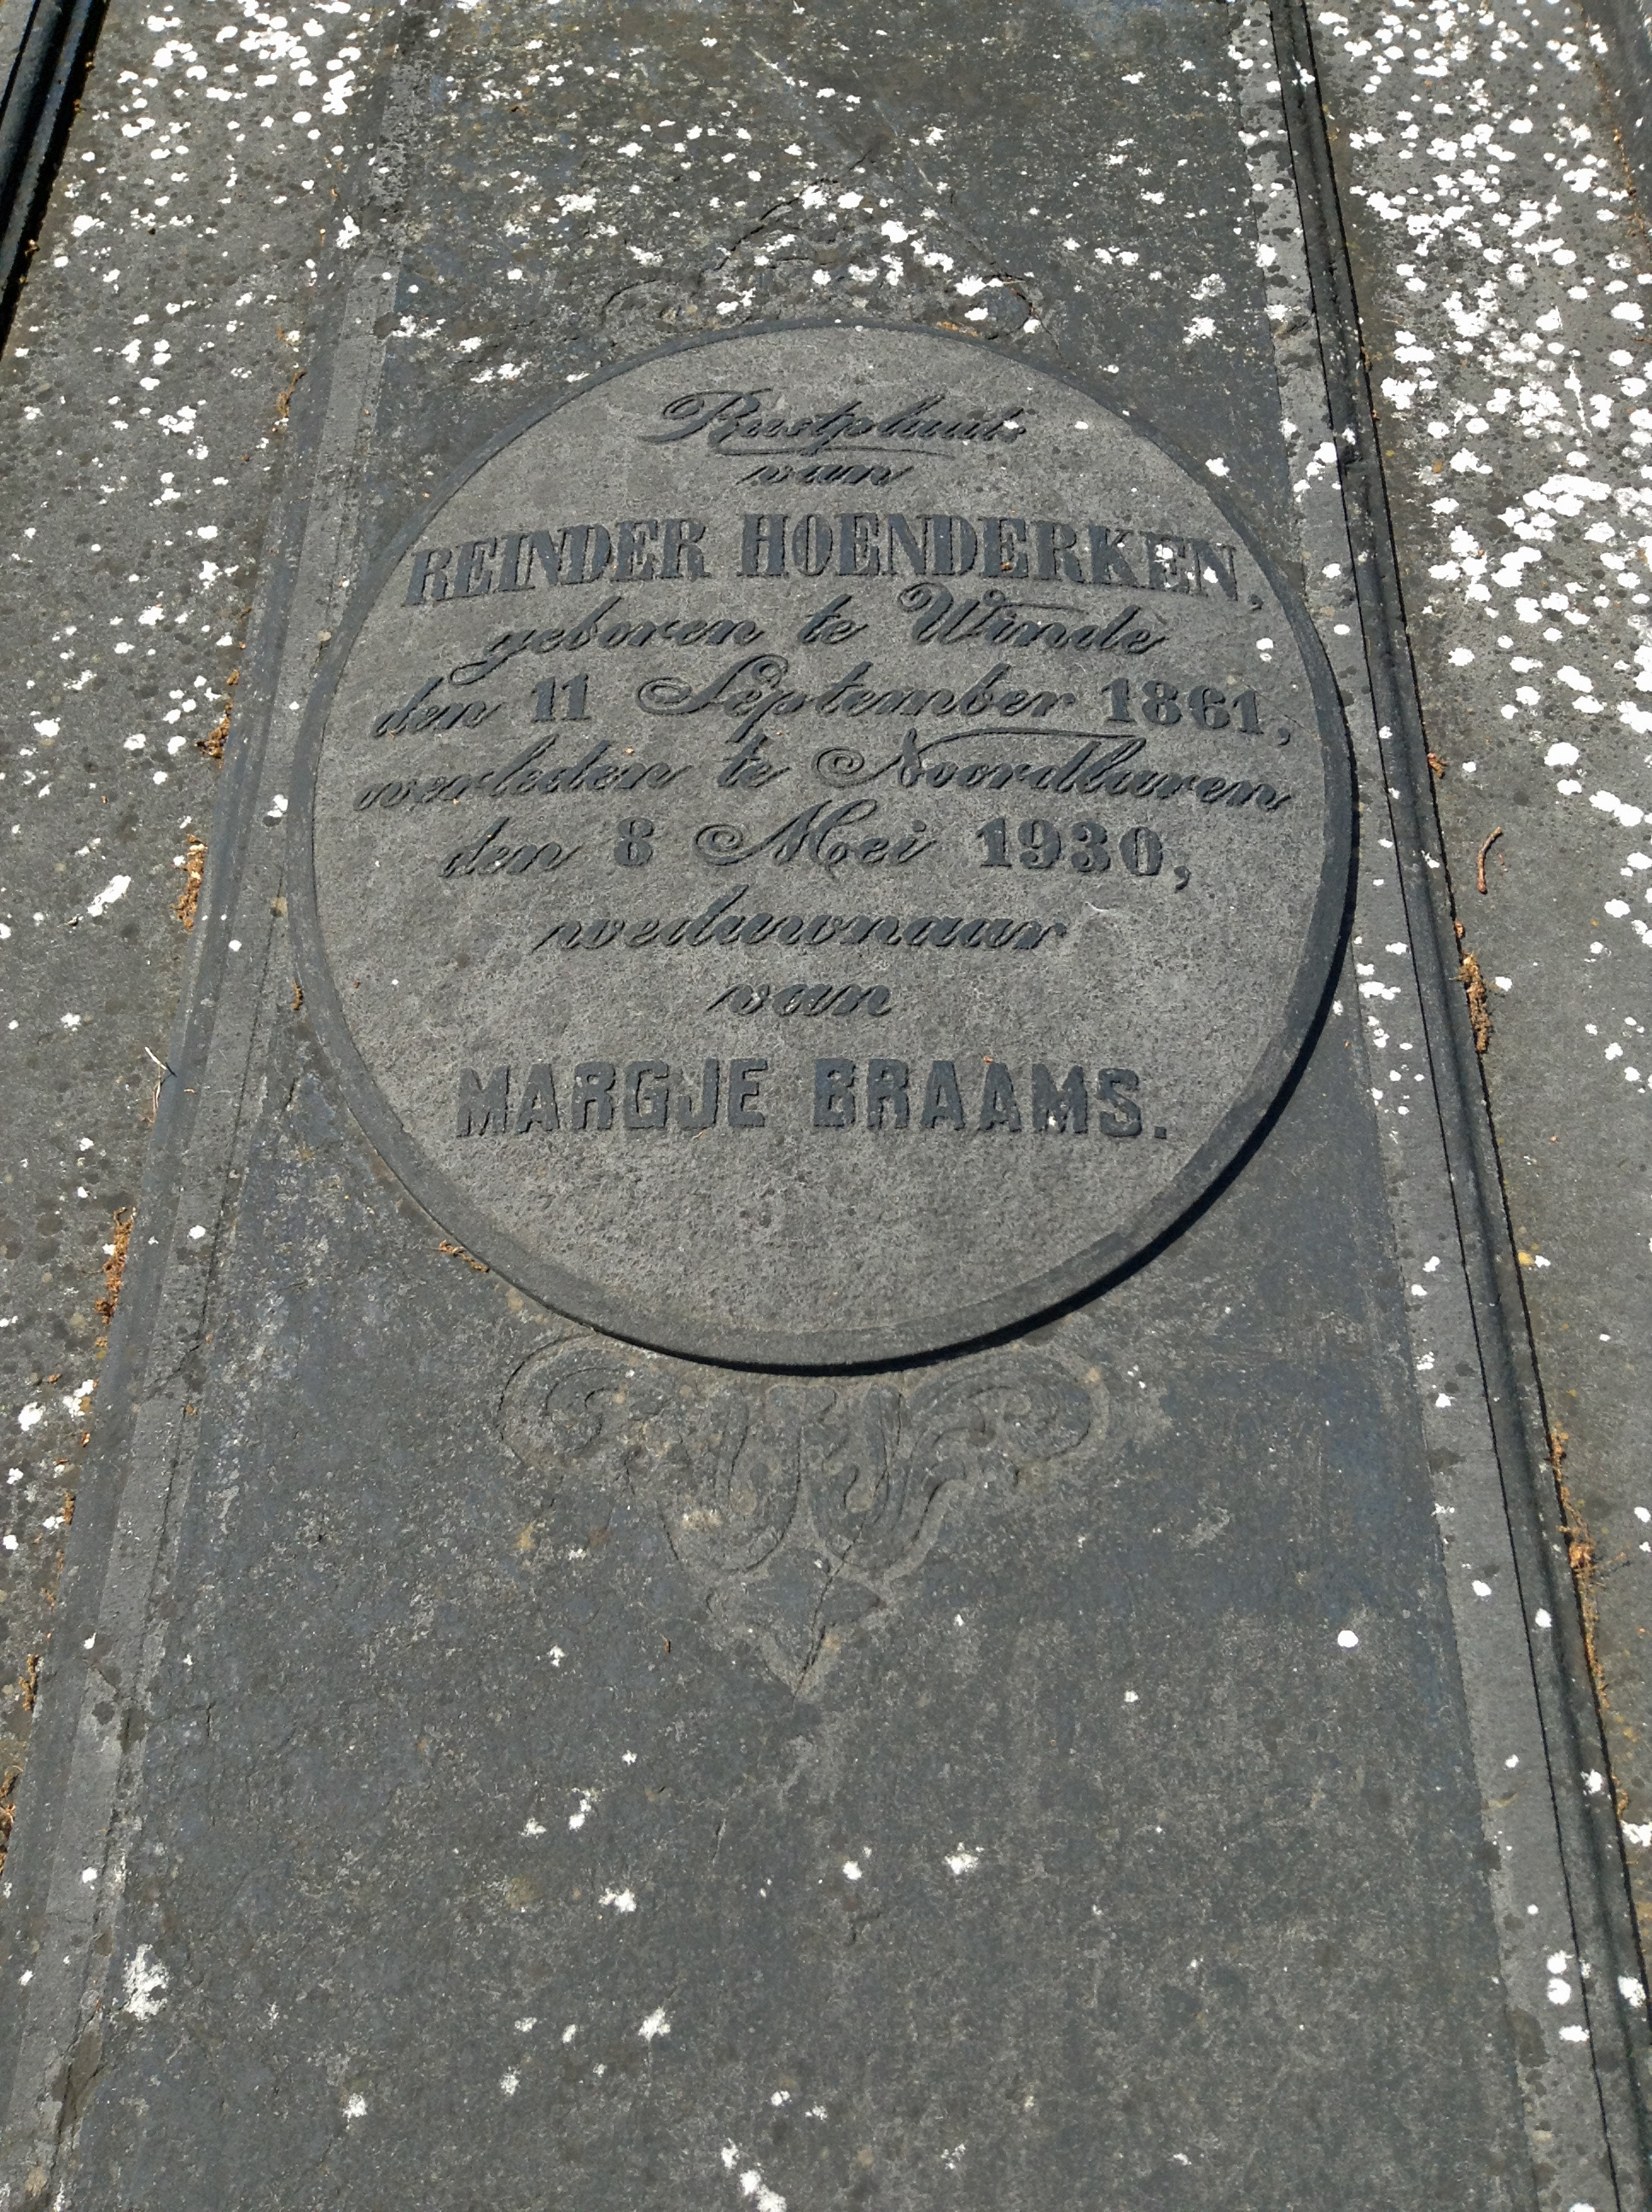 Rustplaats
van
REINDER HOENDERKEN,
geboren te Winde
den 11 September 1861,
overleden te Noordlaren
den 8 Mei 1930,
weduwnaar
van
MARGJE BRAAMS.